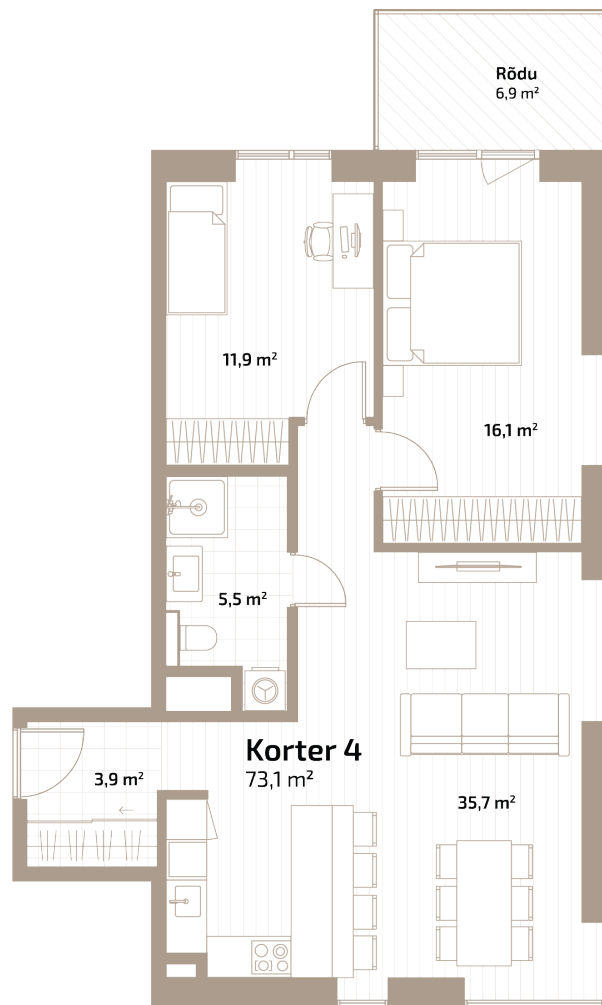 Rõdu
6,9 m²
11,9 m²
16,1 m²
5,5 m²
Korter 4
73,1 m²
3,9 m²
35,7 m²